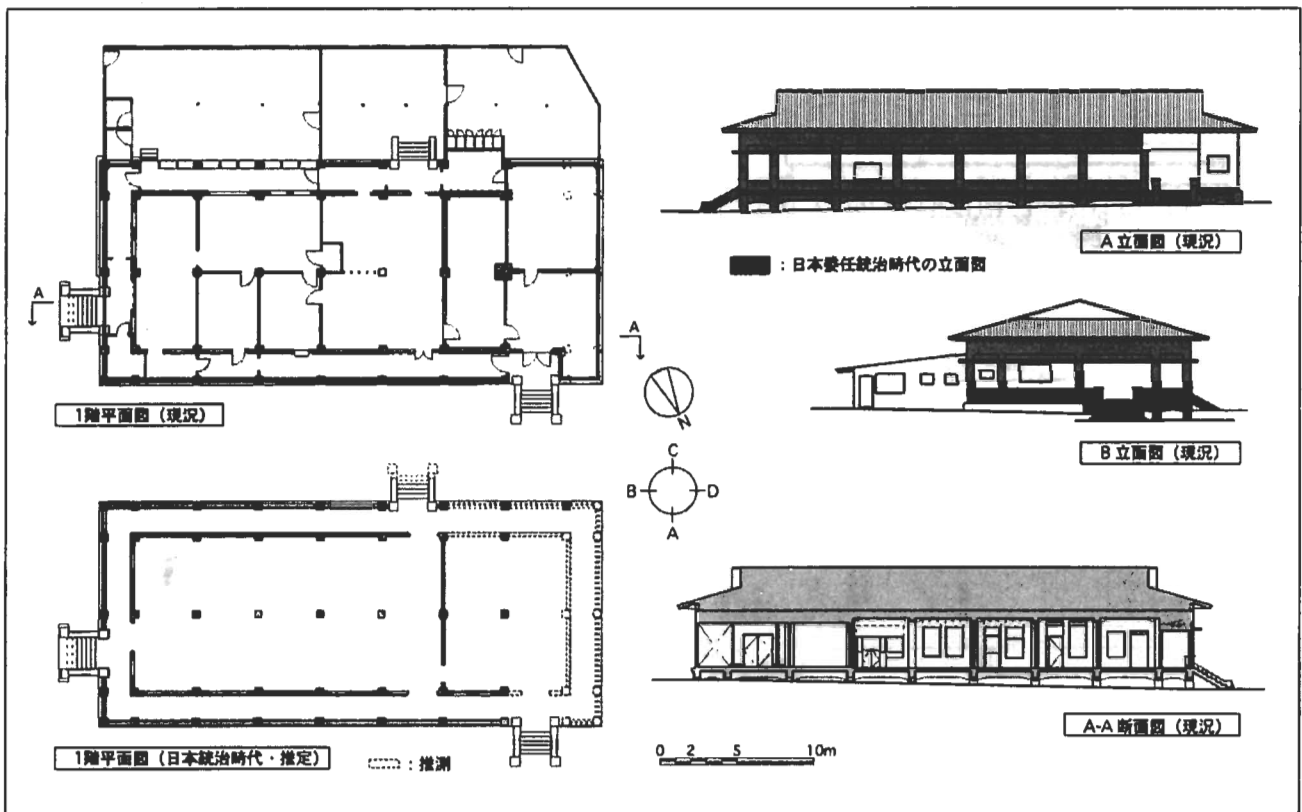 A
A
1階平面図（現況）
N
C
B
D
A
1階平面図（日本統治時代・推定）
：推測
A立面図（現況）
：日本委任統治時代の立面図
B立面図（現況）
A-A断面図（現況）
0 2 5 10m